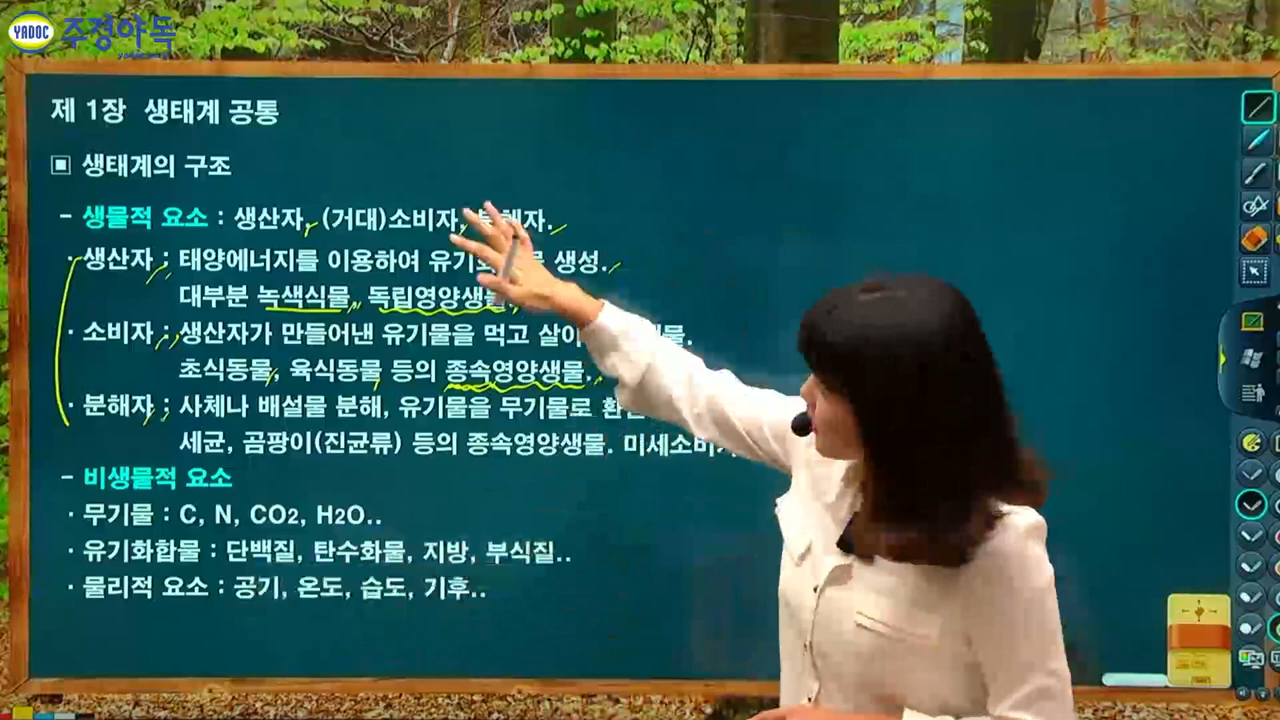 YADOC 주경야독
제 1장 생태계 공통
▣ 생태계의 구조
- 생물적 요소 : 생산자, (거대)소비자, 분해자.
· 생산자 ; 태양에너지를 이용하여 유기 생성.
대부분 녹색식물, 독립영양생물.
· 소비자 ; 생산자가 만들어낸 유기물을 먹고
초식동물, 육식동물 등의 종속영양생물.
· 분해자 ; 사체나 배설물 분해, 유기물을 무기물로
세균, 곰팡이(진균류) 등의 종속영양생물.
- 비생물적 요소
· 무기물 : C, N, CO2, H2O..
· 유기화합물 : 단백질, 탄수화물, 지방, 부식질..
· 물리적 요소 : 공기, 온도, 습도, 기후..